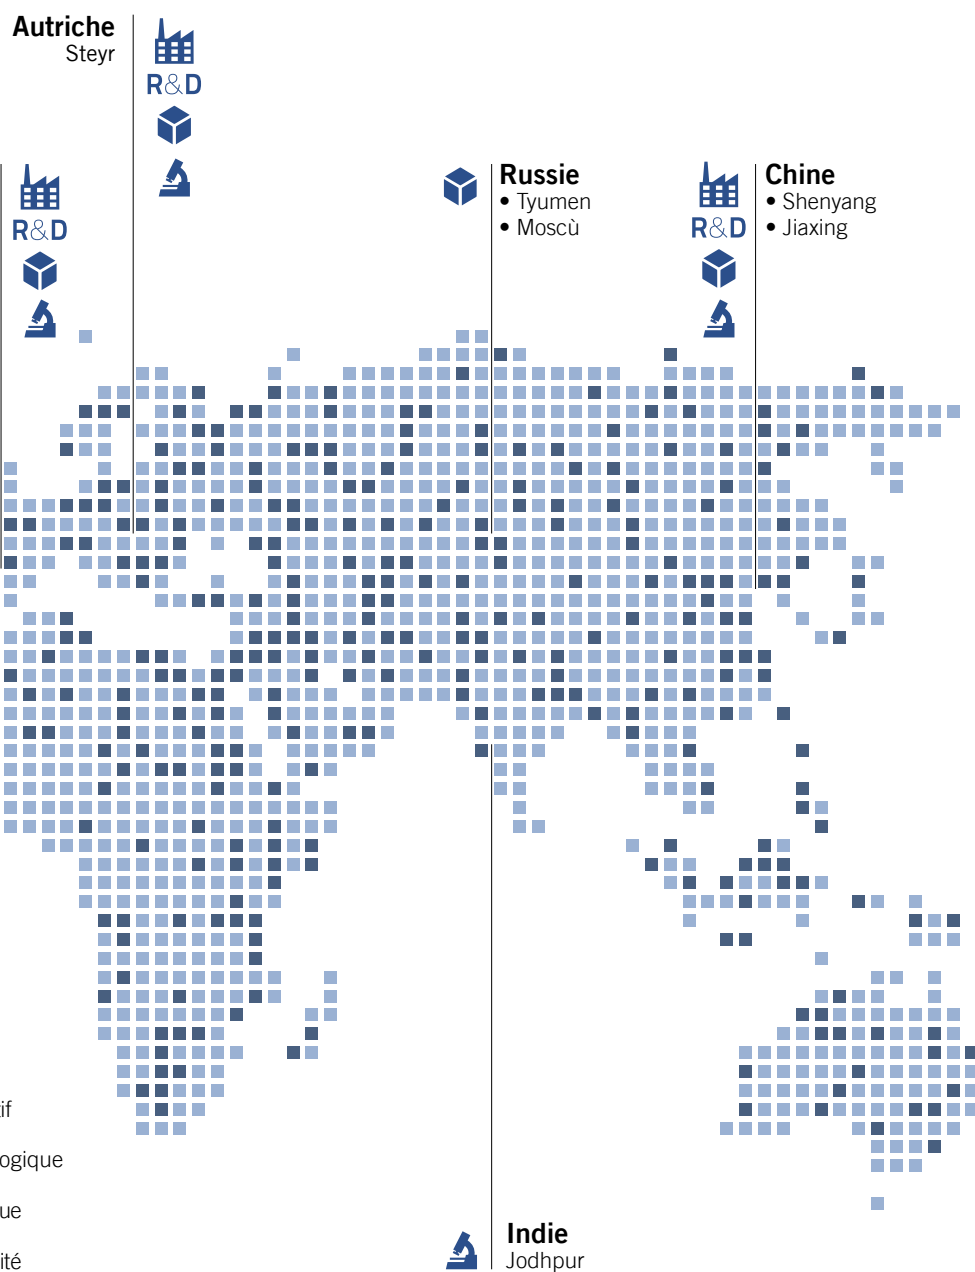 Autriche
Steyr
R&D
R&D
Russie
• Tyumen
• Moscù
R&D
Chine
• Shenyang
• Jiaxing
Indie
Jodhpur